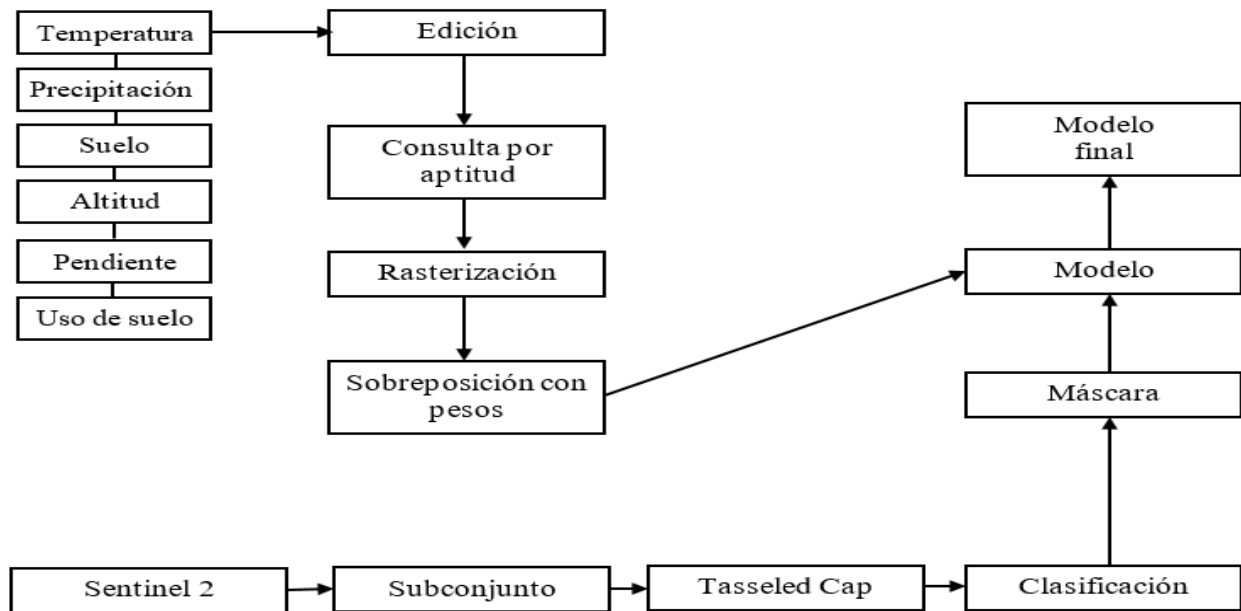 Temperatura
Precipitación
Suelo
Altitud
Pendiente
Uso de suelo
Edición
Consulta por
aptitud
Rasterización
Sobreposición con
pesos
Modelo
final
Modelo
Máscara
Sentinel 2
Subconjunto
Tasseled Cap
Clasificación